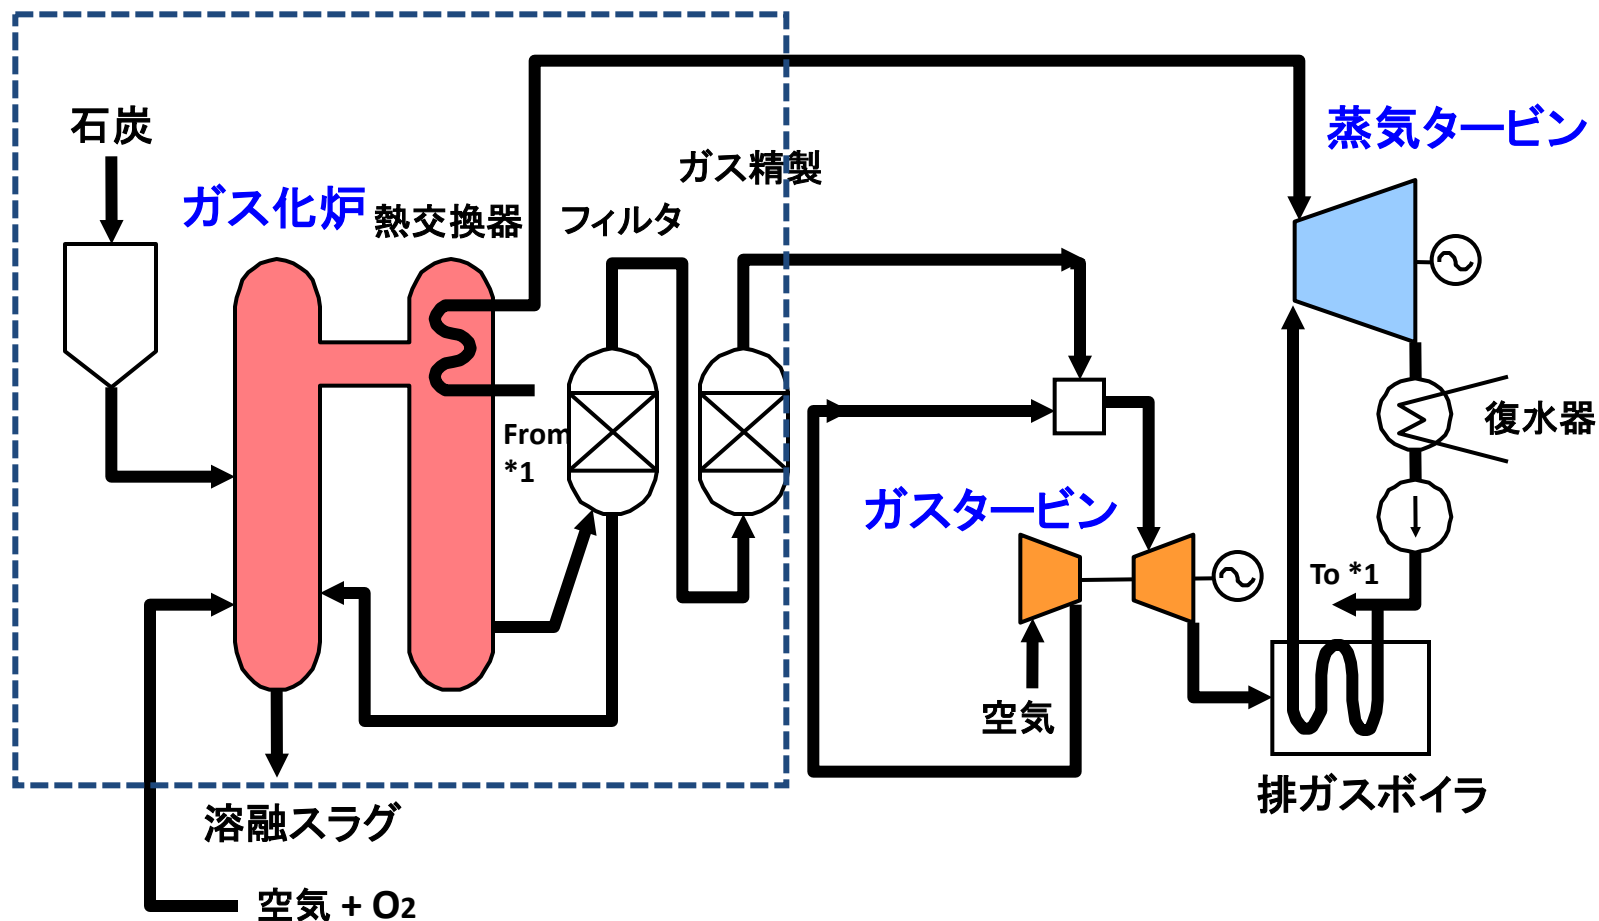 石炭
ガス化炉
熱交換器
フィルタ
ガス精製
蒸気タービン
From
*1
復水器
ガスタービン
To *1
空気
排ガスボイラ
溶融スラグ
空気 + O2